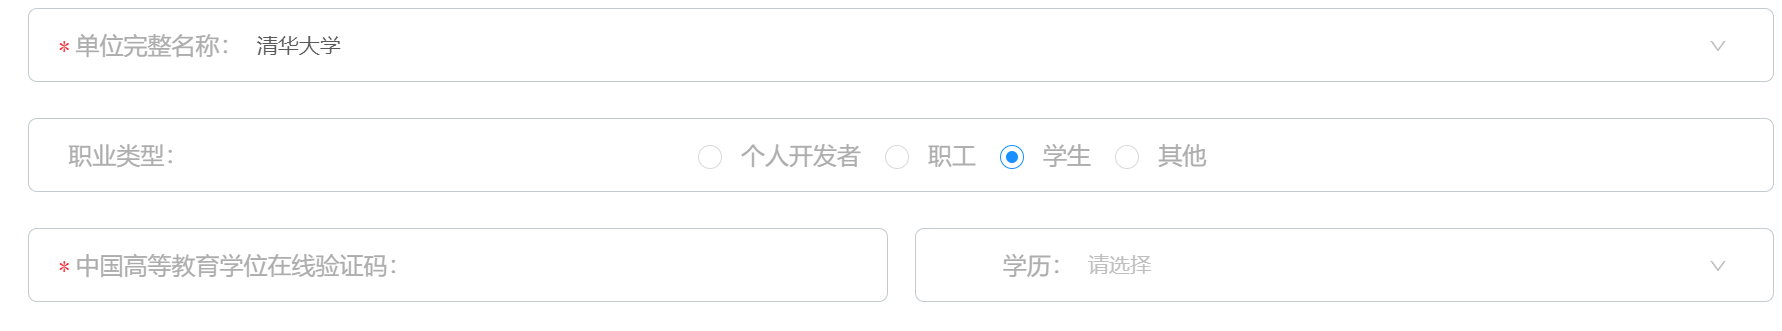 * 单位完整名称： 清华大学
职业类型： 个人开发者 职工 学生 其他
* 中国高等教育学位在线验证码： 学历： 请选择